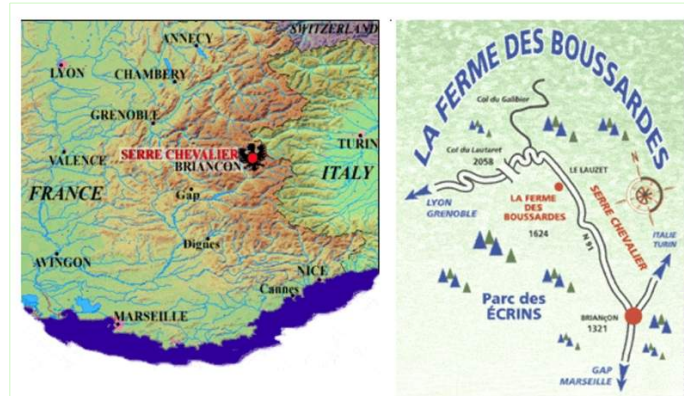 SWITZERLAND
ANNECY
LYON
CHAMBERY
GRENOBLE
TURIN
SERRE CHEVALIER
VALENCE
BRIANCON
ITALY
FRANCE
Gap
Dignes
AVINGON
NICE
Cannes
MARSEILLE
LA FERME DES BOUSSARDES
Col du Galibier
Col du Lautaret
2058
LE LAUZET
N
LYON
GRENOBLE
LA FERME
DES
BOUSSARDES
1624
SERRE CHEVALIER
N 91
ITALIE
TURIN
Parc des
ÉCRINS
BRIANÇON
1321
GAP
MARSEILLE